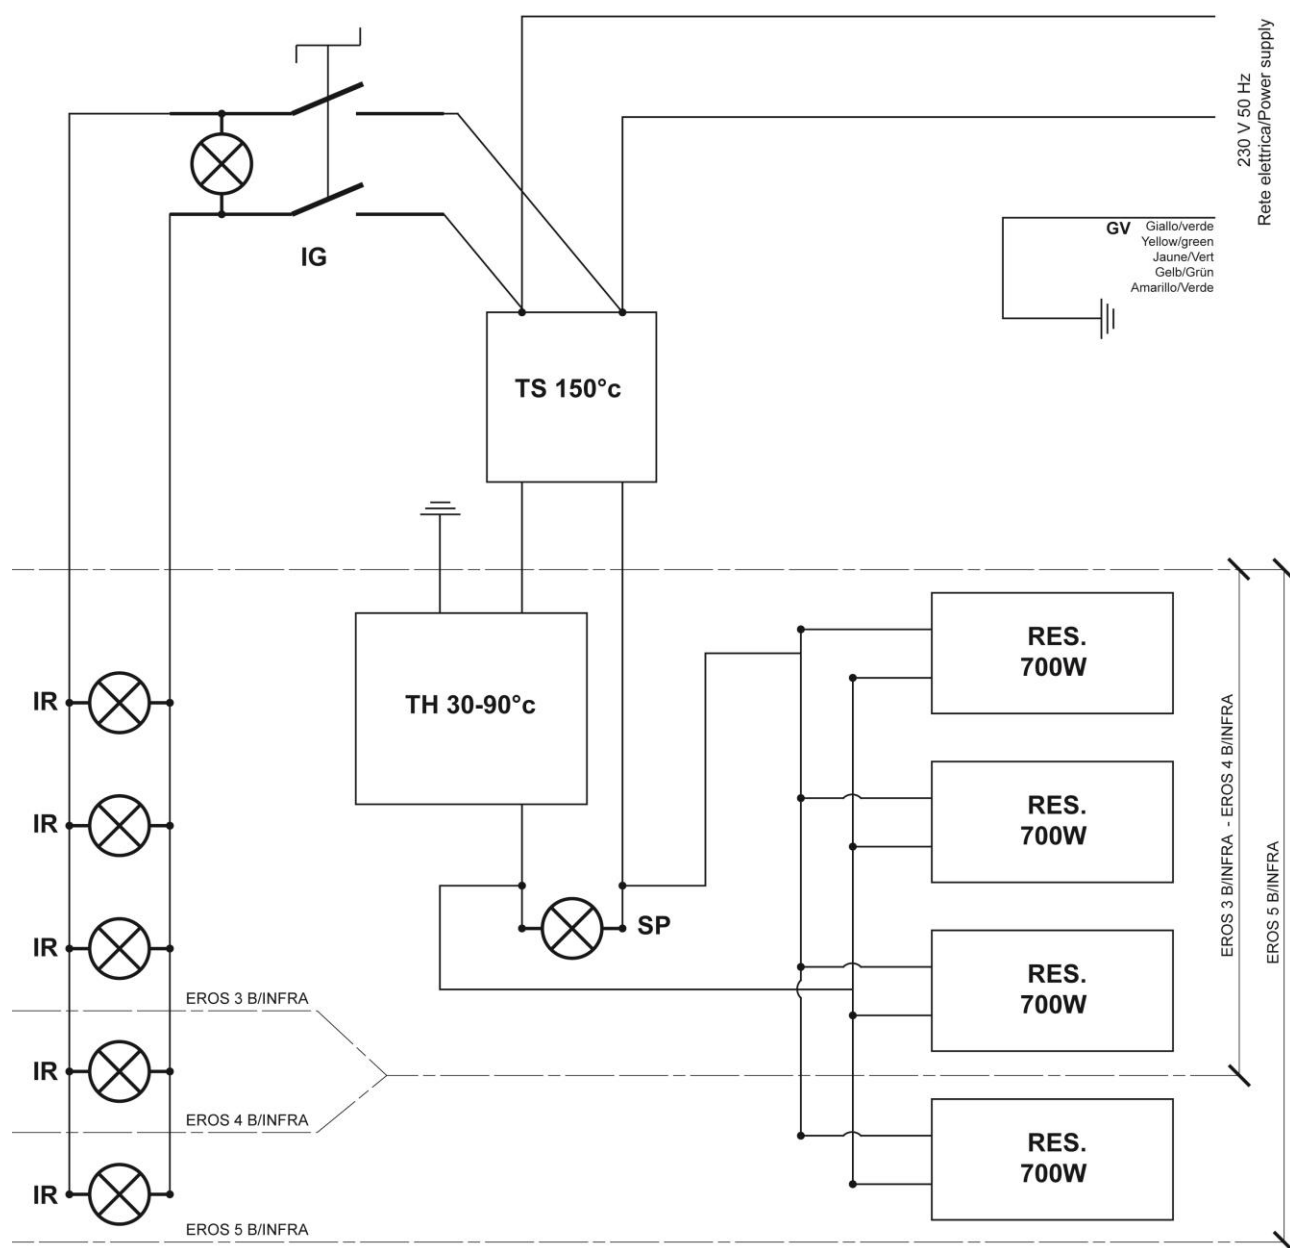 230 V 50 Hz
Rete elettrica/Power supply
GV
Giallo/verde
Yellow/green
Jaune/Vert
Gelb/Grün
Amarillo/Verde
IG
TS 150°c
TH 30-90°c
RES.
700W
RES.
700W
RES.
700W
RES.
700W
IR
IR
IR
IR
IR
SP
EROS 3 B/INFRA
EROS 4 B/INFRA
EROS 5 B/INFRA
EROS 3 B/INFRA - EROS 4 B/INFRA
EROS 5 B/INFRA